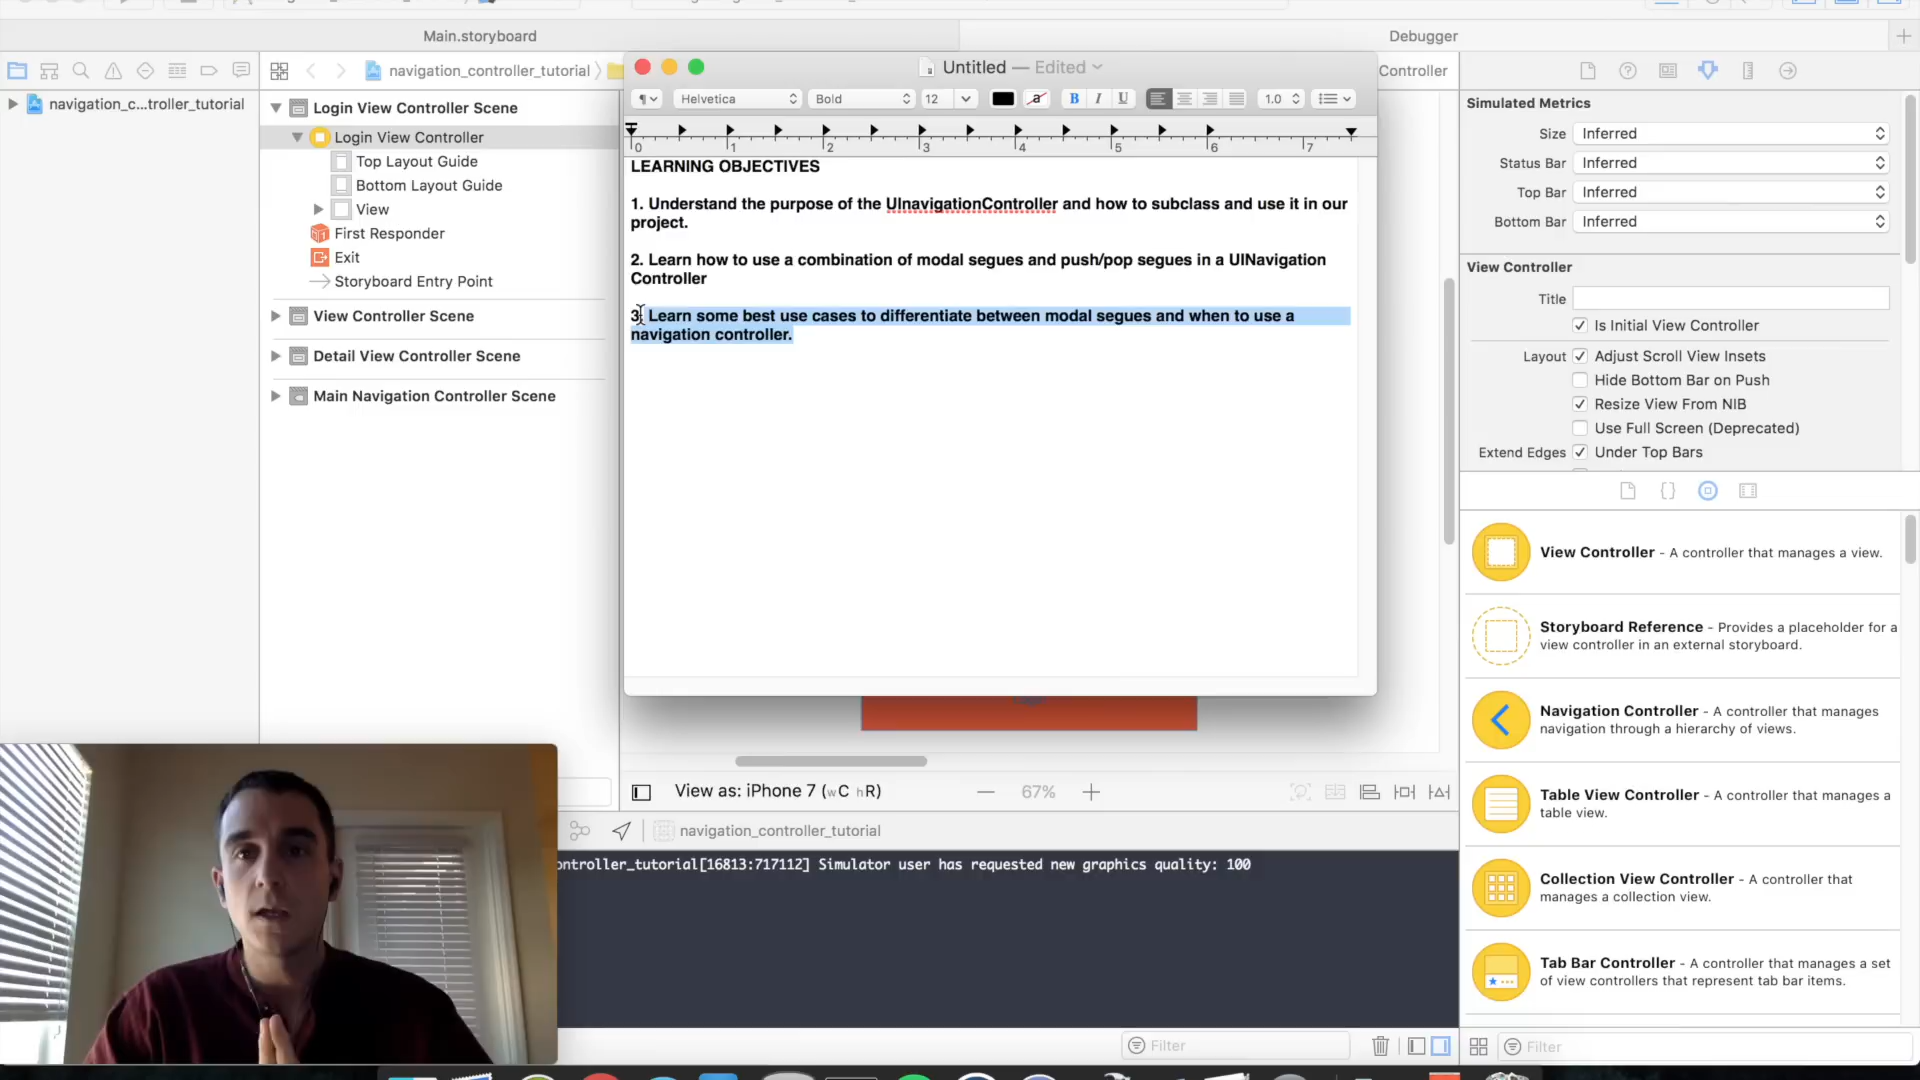 Main.storyboard
Debugger
navigation_controller_tutorial
Controller
navigation_c...troller_tutorial
Login View Controller Scene
Login View Controller
Top Layout Guide
Bottom Layout Guide
View
First Responder
Exit
Storyboard Entry Point
View Controller Scene
Detail View Controller Scene
Main Navigation Controller Scene
Untitled — Edited
Helvetica
Bold
12
a
B
I
U
1.0
0 1 2 3 4 5 6 7
LEARNING OBJECTIVES
1. Understand the purpose of the UInavigationController and how to subclass and use it in our
project.
2. Learn how to use a combination of modal segues and push/pop segues in a UINavigation
Controller
3. Learn some best use cases to differentiate between modal segues and when to use a
navigation controller.
View as: iPhone 7 (wC hR)
67%
navigation_controller_tutorial
ontroller_tutorial[16813:717112] Simulator user has requested new graphics quality: 100
Filter
Simulated Metrics
Size Inferred
Status Bar Inferred
Top Bar Inferred
Bottom Bar Inferred
View Controller
Title
Is Initial View Controller
Layout Adjust Scroll View Insets
Hide Bottom Bar on Push
Resize View From NIB
Use Full Screen (Deprecated)
Extend Edges Under Top Bars
View Controller - A controller that manages a view.
Storyboard Reference - Provides a placeholder for a
view controller in an external storyboard.
Navigation Controller - A controller that manages
navigation through a hierarchy of views.
Table View Controller - A controller that manages a
table view.
Collection View Controller - A controller that
manages a collection view.
Tab Bar Controller - A controller that manages a set
of view controllers that represent tab bar items.
Filter